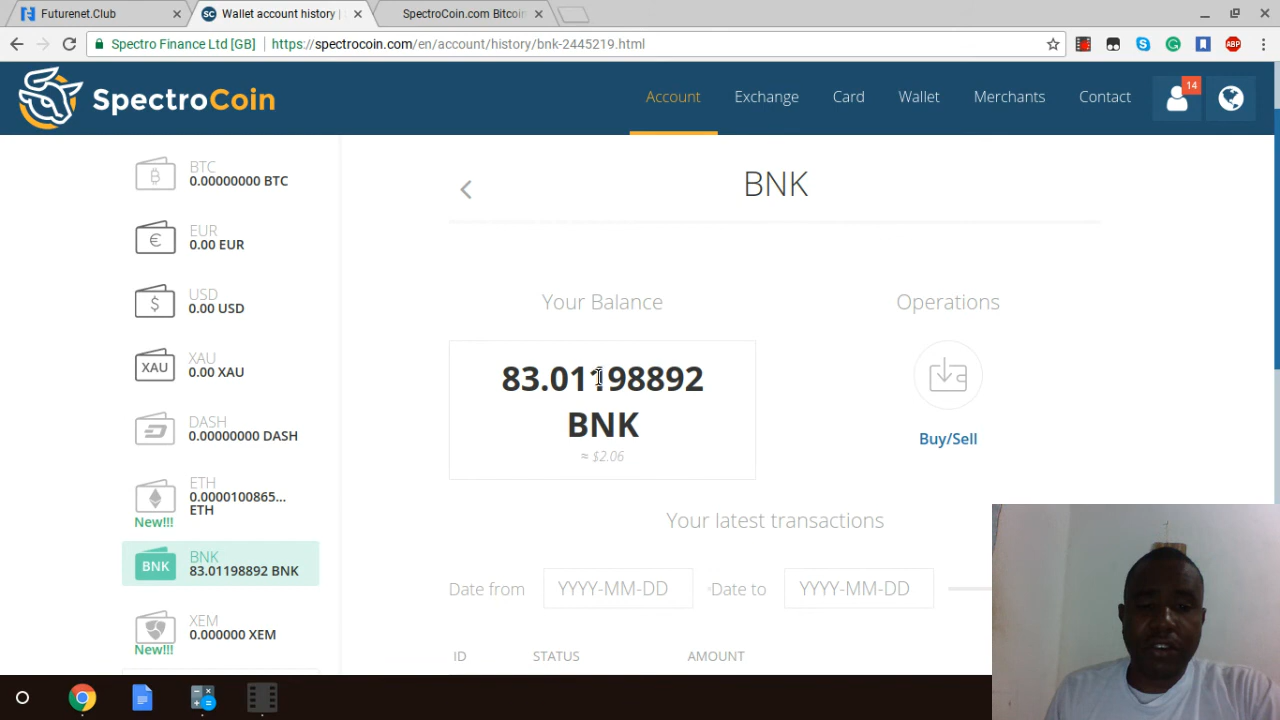 Futurenet.Club
Wallet account history |
SpectroCoin.com Bitcoin
Spectro Finance Ltd [GB]
https://spectrocoin.com/en/account/history/bnk-2445219.html
ABP
SpectroCoin
Account
Exchange
Card
Wallet
Merchants
Contact
14
BTC
0.00000000 BTC
EUR
0.00 EUR
USD
0.00 USD
XAU
XAU
0.00 XAU
DASH
0.00000000 DASH
ETH
0.0000100865...
ETH
New!!!
BNK
BNK
83.01198892 BNK
XEM
0.000000 XEM
New!!!
BNK
Your Balance
83.01198892
BNK
≈ $2.06
Operations
Buy/Sell
Your latest transactions
Date from
YYYY-MM-DD
Date to
YYYY-MM-DD
ID
STATUS
AMOUNT